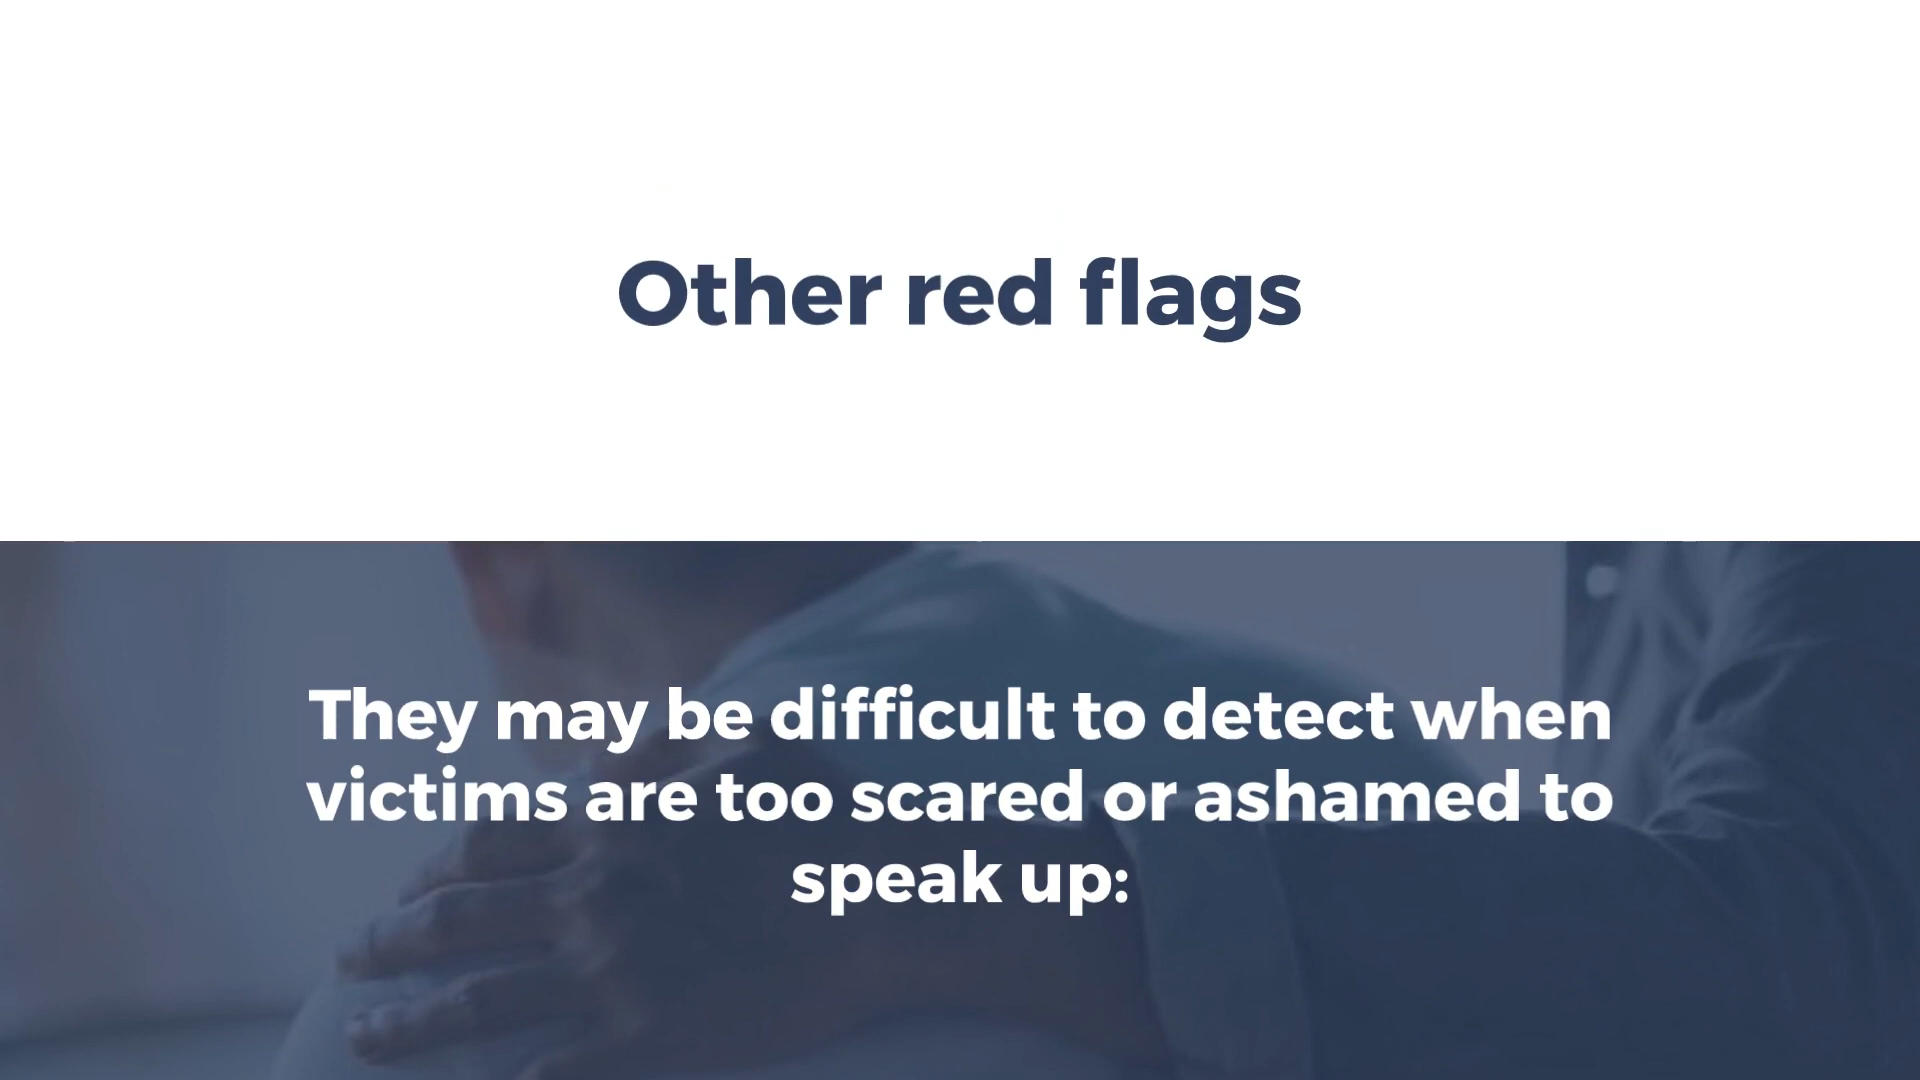 Other red flags
They may be difficult to detect when
victims are too scared or ashamed to
speak up: